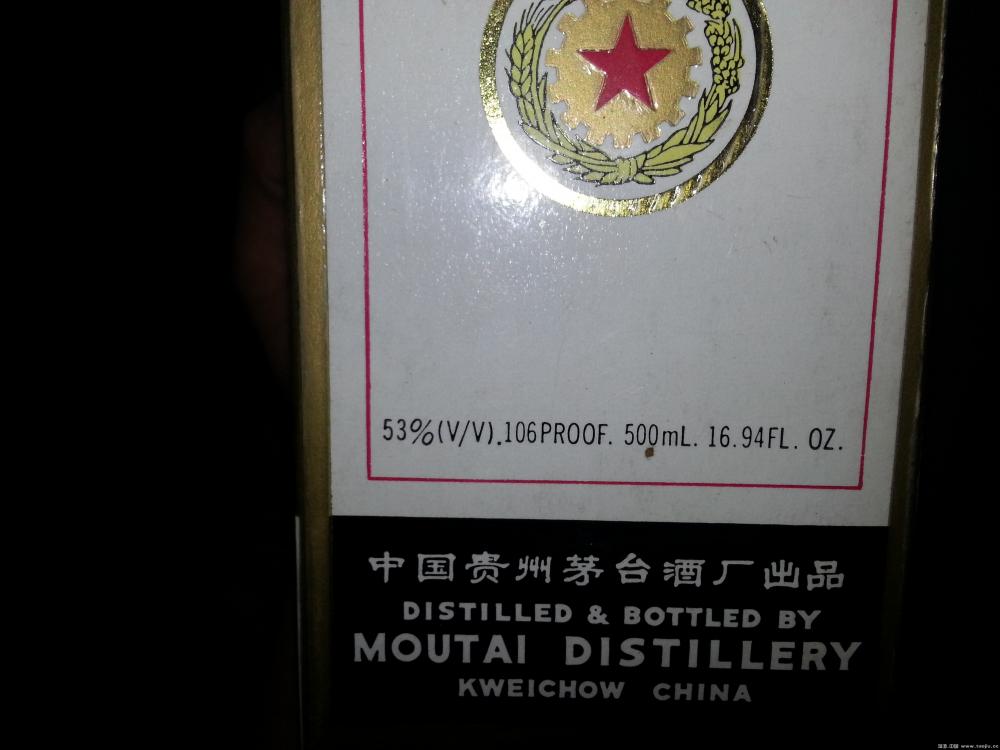 53%(V/V).106PROOF. 500mL. 16.94FL. OZ.
中国贵州茅台酒厂出品
DISTILLED & BOTTLED BY
MOUTAI DISTILLERY
KWEICHOW CHINA